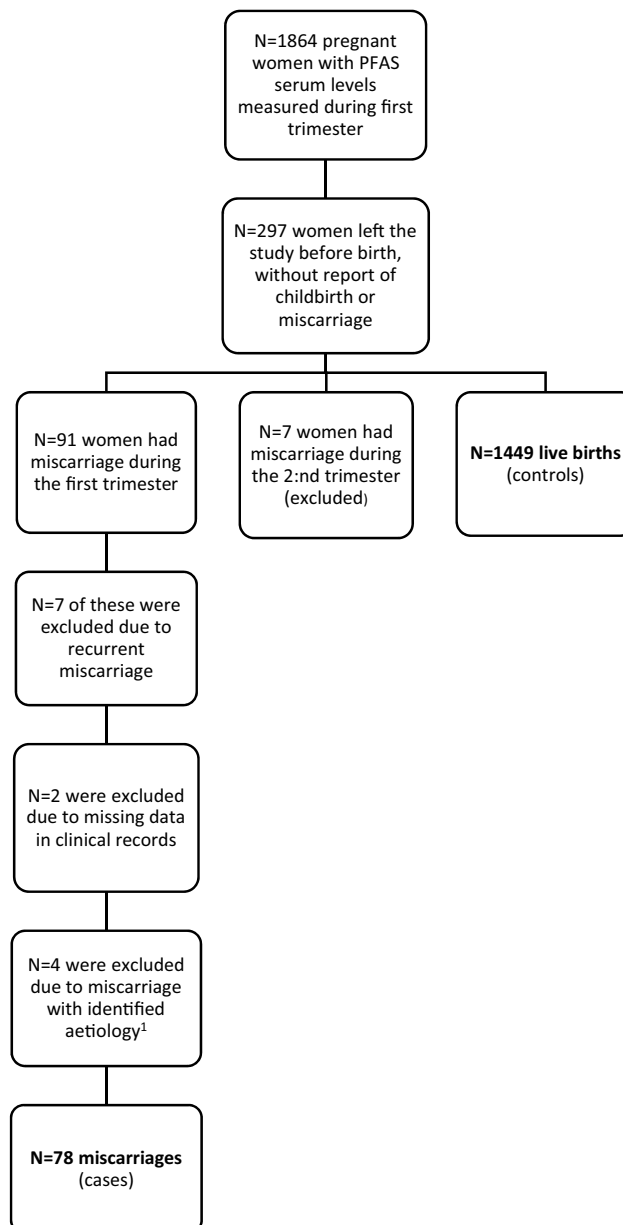 N=1864 pregnant
women with PFAS
serum levels
measured during first
trimester
N=297 women left the
study before birth,
without report of
childbirth or
miscarriage
N=91 women had
miscarriage during
the first trimester
N=7 women had
miscarriage during
the 2:nd trimester
(excluded)
N=1449 live births
(controls)
N=7 of these were
excluded due to
recurrent
miscarriage
N=2 were excluded
due to missing data
in clinical records
N=4 were excluded
due to miscarriage
with identified
aetiology¹
N=78 miscarriages
(cases)